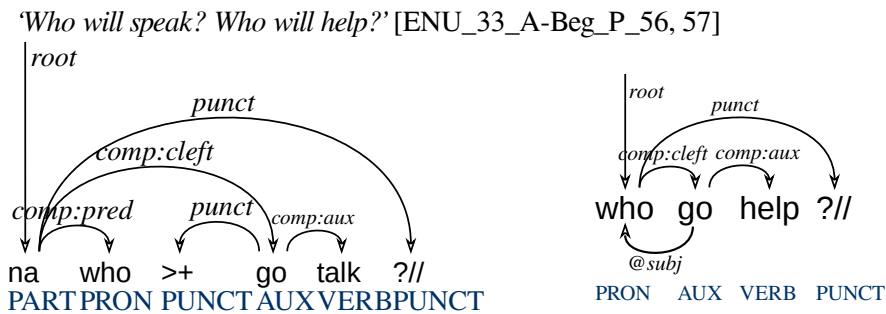 ‘Who will speak? Who will help?’ [ENU_33_A-Beg_P_56, 57]
root
punct
comp:cleft
comp:pred
punct
comp:aux
na who >+ go talk ?//
PART PRON PUNCT AUX VERB PUNCT
root
punct
comp:cleft comp:aux
who go help ?//
@subj
PRON AUX VERB PUNCT